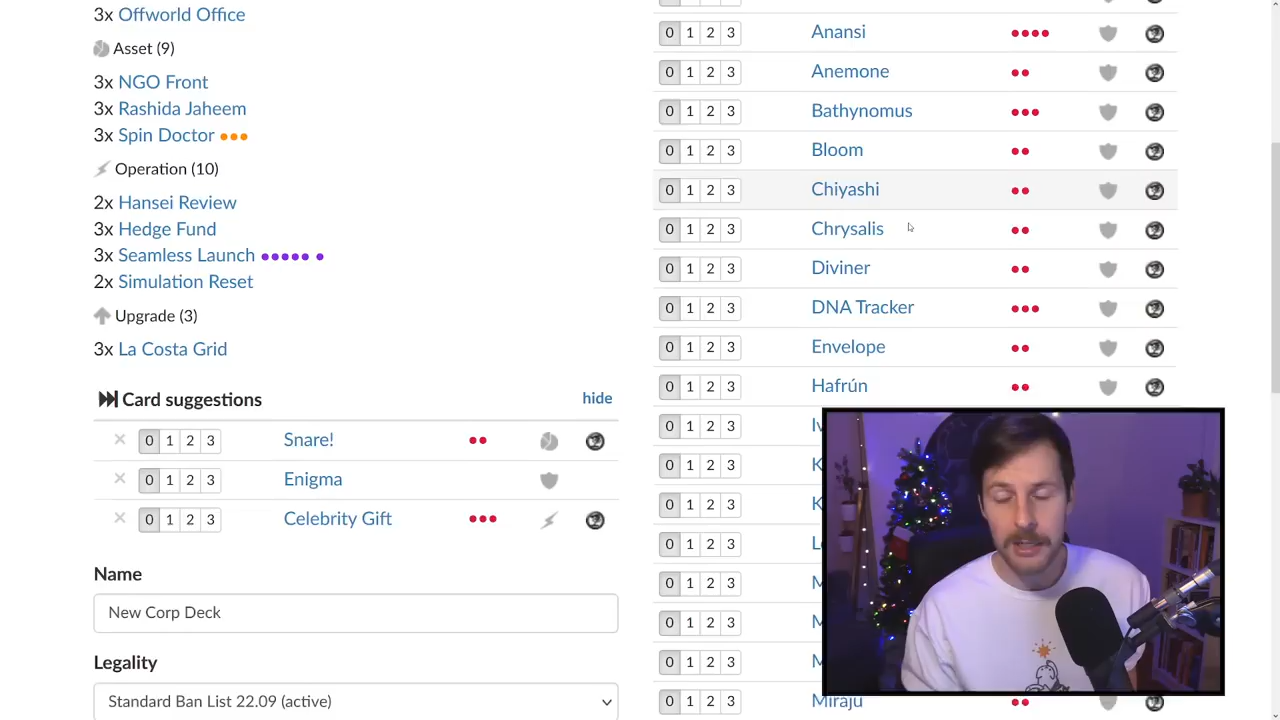 3x Offworld Office
Asset (9)
3x NGO Front
3x Rashida Jaheem
3x Spin Doctor
Operation (10)
2x Hansei Review
3x Hedge Fund
3x Seamless Launch
2x Simulation Reset
Upgrade (3)
3x La Costa Grid
Card suggestions
hide
0 1 2 3 Snare!
0 1 2 3 Enigma
0 1 2 3 Celebrity Gift
Name
New Corp Deck
Legality
Standard Ban List 22.09 (active)
0 1 2 3 Anansi
0 1 2 3 Anemone
0 1 2 3 Bathynomus
0 1 2 3 Bloom
0 1 2 3 Chiyashi
0 1 2 3 Chrysalis
0 1 2 3 Diviner
0 1 2 3 DNA Tracker
0 1 2 3 Envelope
0 1 2 3 Hafrún
0 1 2 3
0 1 2 3
0 1 2 3
0 1 2 3
0 1 2 3
0 1 2 3
0 1 2 3
0 1 2 3 Miraju